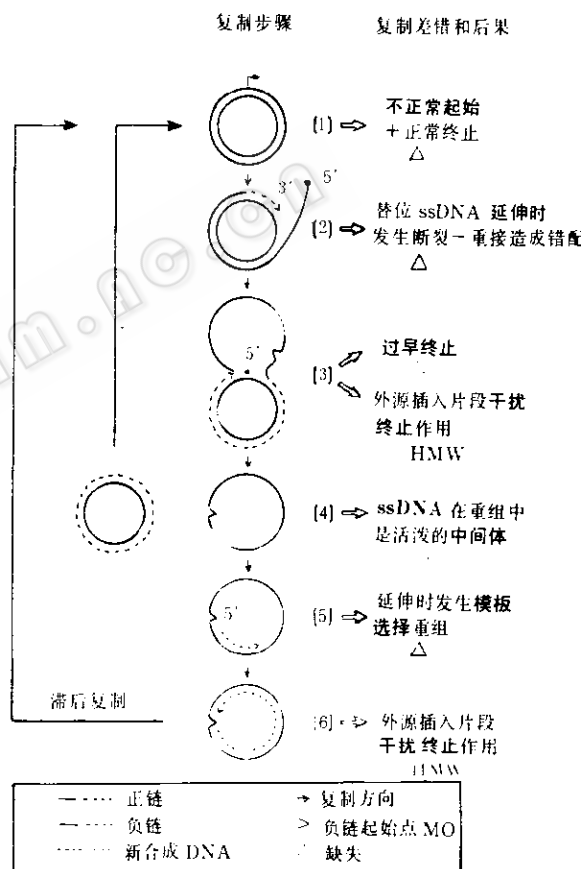 复制步骤 复制差错和后果
(1) 不正常起始
+正常终止
△
3' 5'
(2) 替位 ssDNA 延伸时
发生断裂－重接造成错配
△
5'
(3) 过早终止
外源插入片段干扰
终止作用
HMW
(4) ssDNA 在重组中
是活泼的中间体
5'
(5) 延伸时发生模板
选择重组
△
滞后复制
(6) 外源插入片段
干扰 终止作用
HMW
正链 复制方向
负链 负链起始点 MO
新合成 DNA 缺失